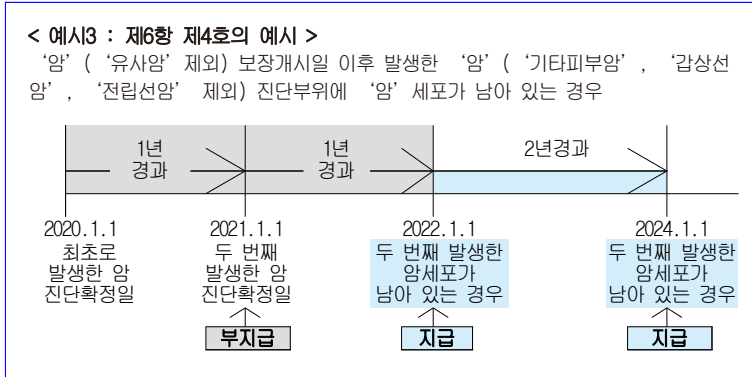 < 예시3 : 제6항 제4호의 예시 >
‘암’ ( ‘유사암’ 제외) 보장개시일 이후 발생한 ‘암’ ( ‘기타피부암’ , ‘갑상선
암’ , ‘전립선암’ 제외) 진단부위에 ‘암’ 세포가 남아 있는 경우
1년
경과
1년
경과
2년경과
2020.1.1
최초로
발생한 암
진단확정일
2021.1.1
두 번째
발생한 암
진단확정일
부지급
2022.1.1
두 번째 발생한
암세포가
남아 있는 경우
지급
2024.1.1
두 번째 발생한
암세포가
남아 있는 경우
지급